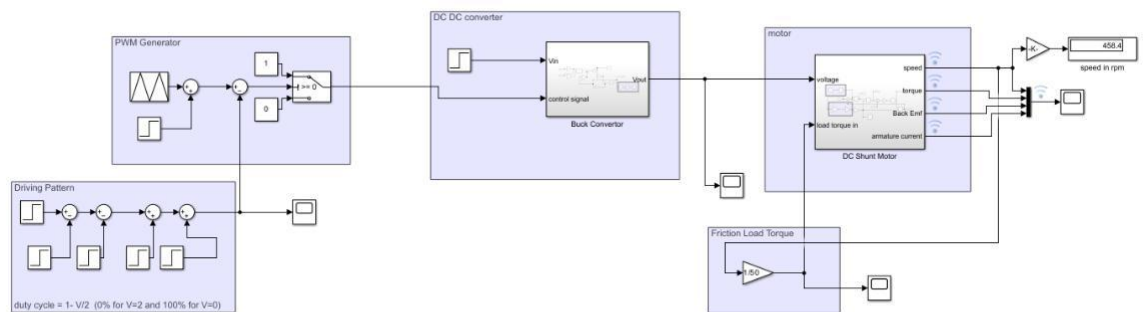 DC DC converter
PWM Generator
motor
458.4
-K-
speed in rpm
1
>= 0
0
Vin
Vout
control signal
Buck Convertor
voltage
load torque in
speed
torque
Back Emf
armature current
DC Shunt Motor
Driving Pattern
Friction Load Torque
1/50
duty cycle = 1- V/2 (0% for V=2 and 100% for V=0)